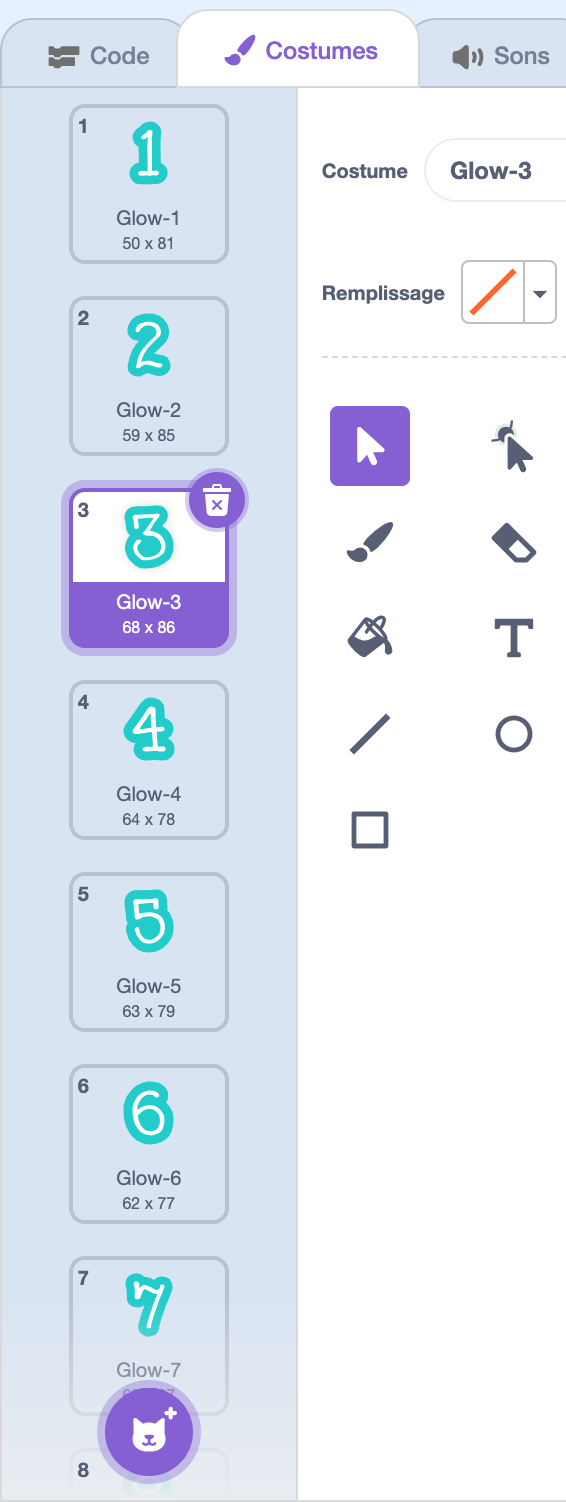 Code
Costumes
Sons
1
1
Glow-1
50 x 81
2
2
Glow-2
59 x 85
3
3
Glow-3
68 x 86
4
4
Glow-4
64 x 78
5
5
Glow-5
63 x 79
6
6
Glow-6
62 x 77
7
7
Glow-7
8
Costume
Glow-3
Remplissage
T